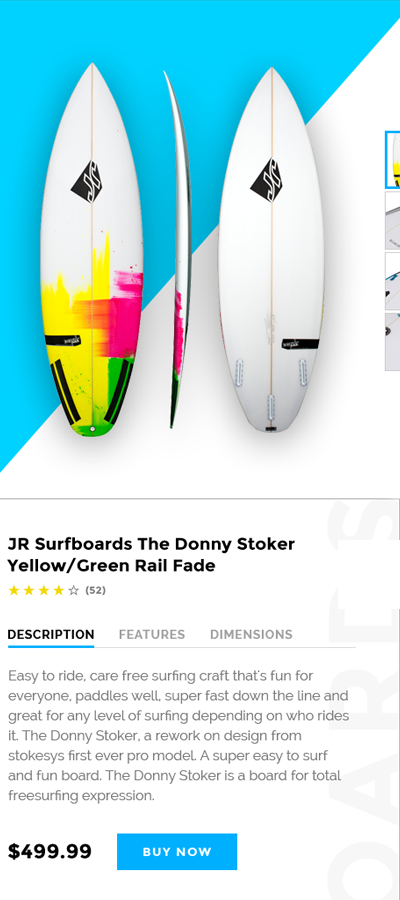 JR Surfboards The Donny Stoker
Yellow/Green Rail Fade
(52)
DESCRIPTION FEATURES DIMENSIONS
Easy to ride, care free surfing craft that's fun for
everyone, paddles well, super fast down the line and
great for any level of surfing depending on who rides
it. The Donny Stoker, a rework on design from
stokesys first ever pro model. A super easy to surf
and fun board. The Donny Stoker is a board for total
freesurfing expression.
$499.99 BUY NOW